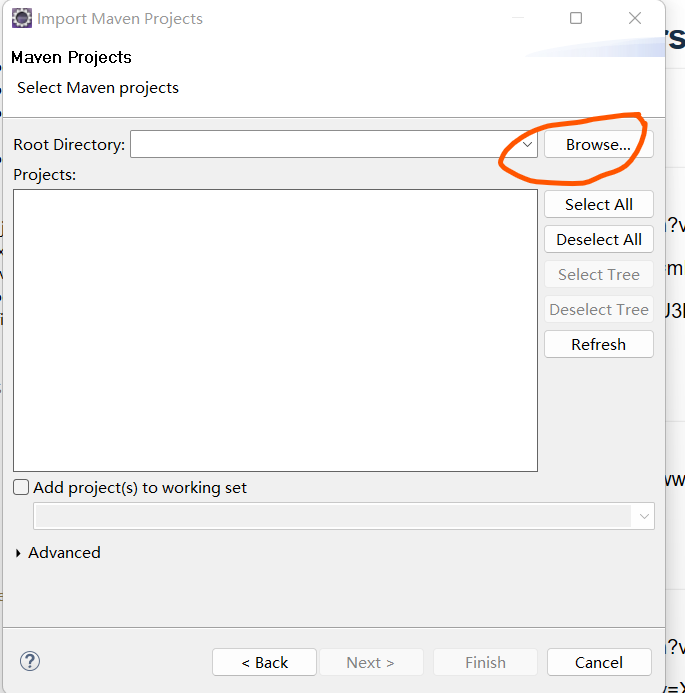 Import Maven Projects
Maven Projects
Select Maven projects
Root Directory:
Browse...
Projects:
Select All
Deselect All
Select Tree
Deselect Tree
Refresh
Add project(s) to working set
Advanced
< Back
Next >
Finish
Cancel